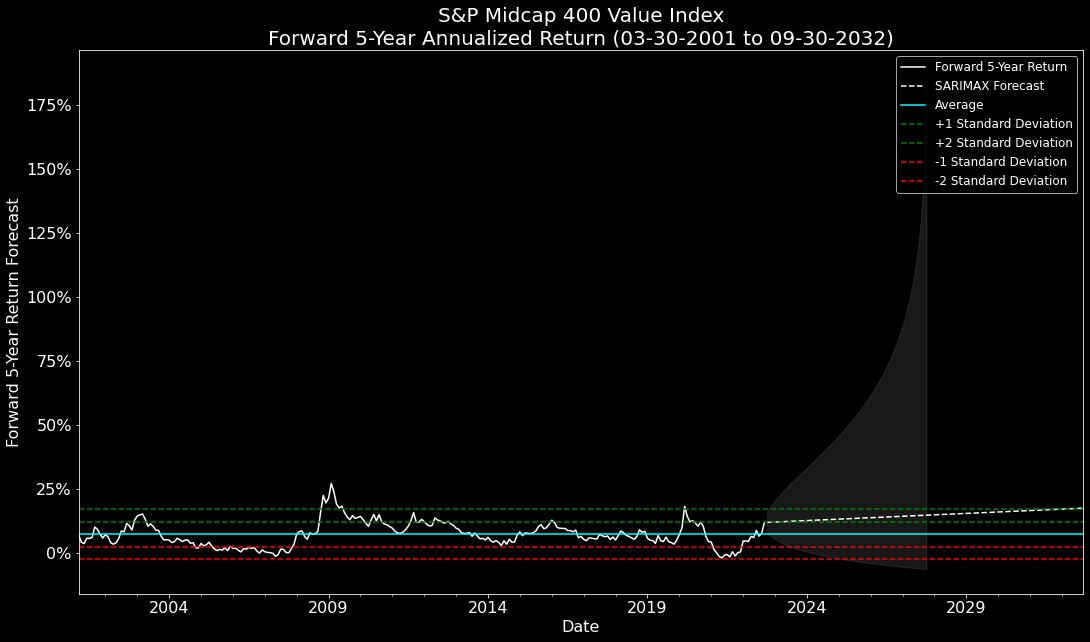 S&P Midcap 400 Value Index
Forward 5-Year Annualized Return (03-30-2001 to 09-30-2032)
Forward 5-Year Return
SARIMAX Forecast
Average
+1 Standard Deviation
+2 Standard Deviation
-1 Standard Deviation
-2 Standard Deviation
Forward 5-Year Return Forecast
175%
150%
125%
100%
75%
50%
25%
0%
2004
2009
2014
2019
2024
2029
Date